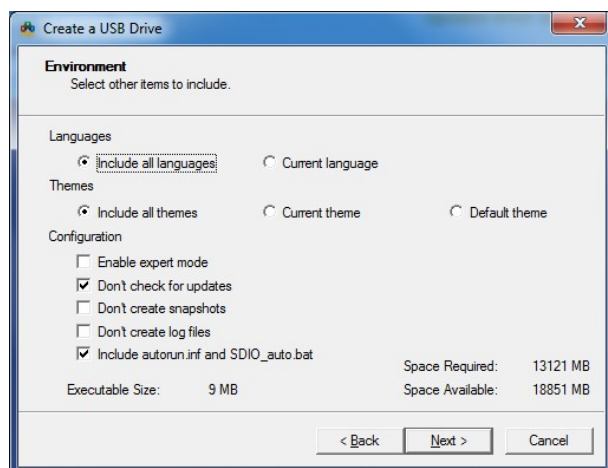 Create a USB Drive
Environment
Select other items to include.
Languages
Include all languages Current language
Themes
Include all themes Current theme Default theme
Configuration
Enable expert mode
Don't check for updates
Don't create snapshots
Don't create log files
Include autorun.inf and SDIO_auto.bat
Space Required: 13121 MB
Executable Size: 9 MB Space Available: 18851 MB
< Back Next > Cancel